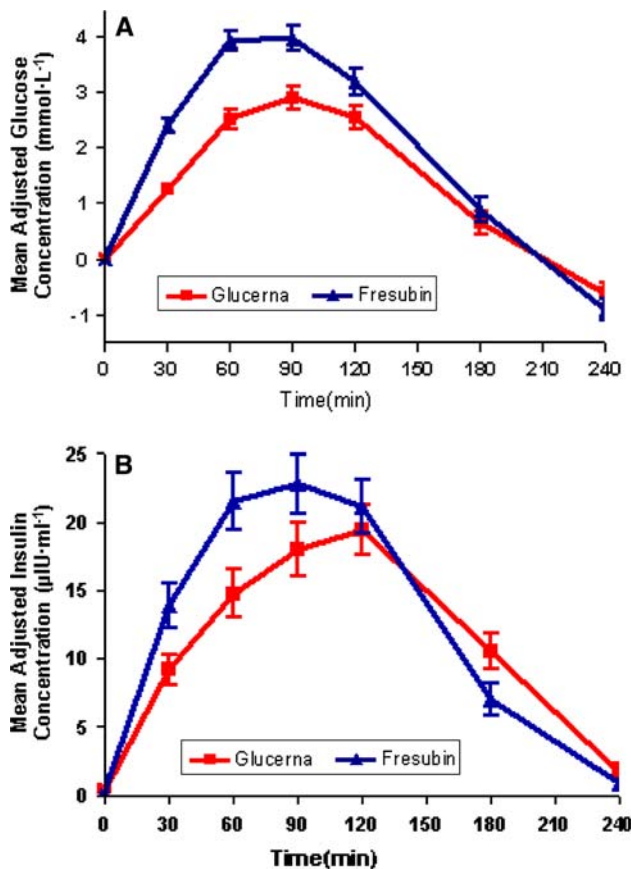 A
Mean Adjusted Glucose
Concentration (mmol·L⁻¹)
4
3
2
1
0
-1
Glucerna Fresubin
0 30 60 90 120 150 180 210 240
Time(min)
B
Mean Adjusted Insulin
Concentration (µIU·ml⁻¹)
25
20
15
10
5
0
Glucerna Fresubin
0 30 60 90 120 150 180 210 240
Time(min)